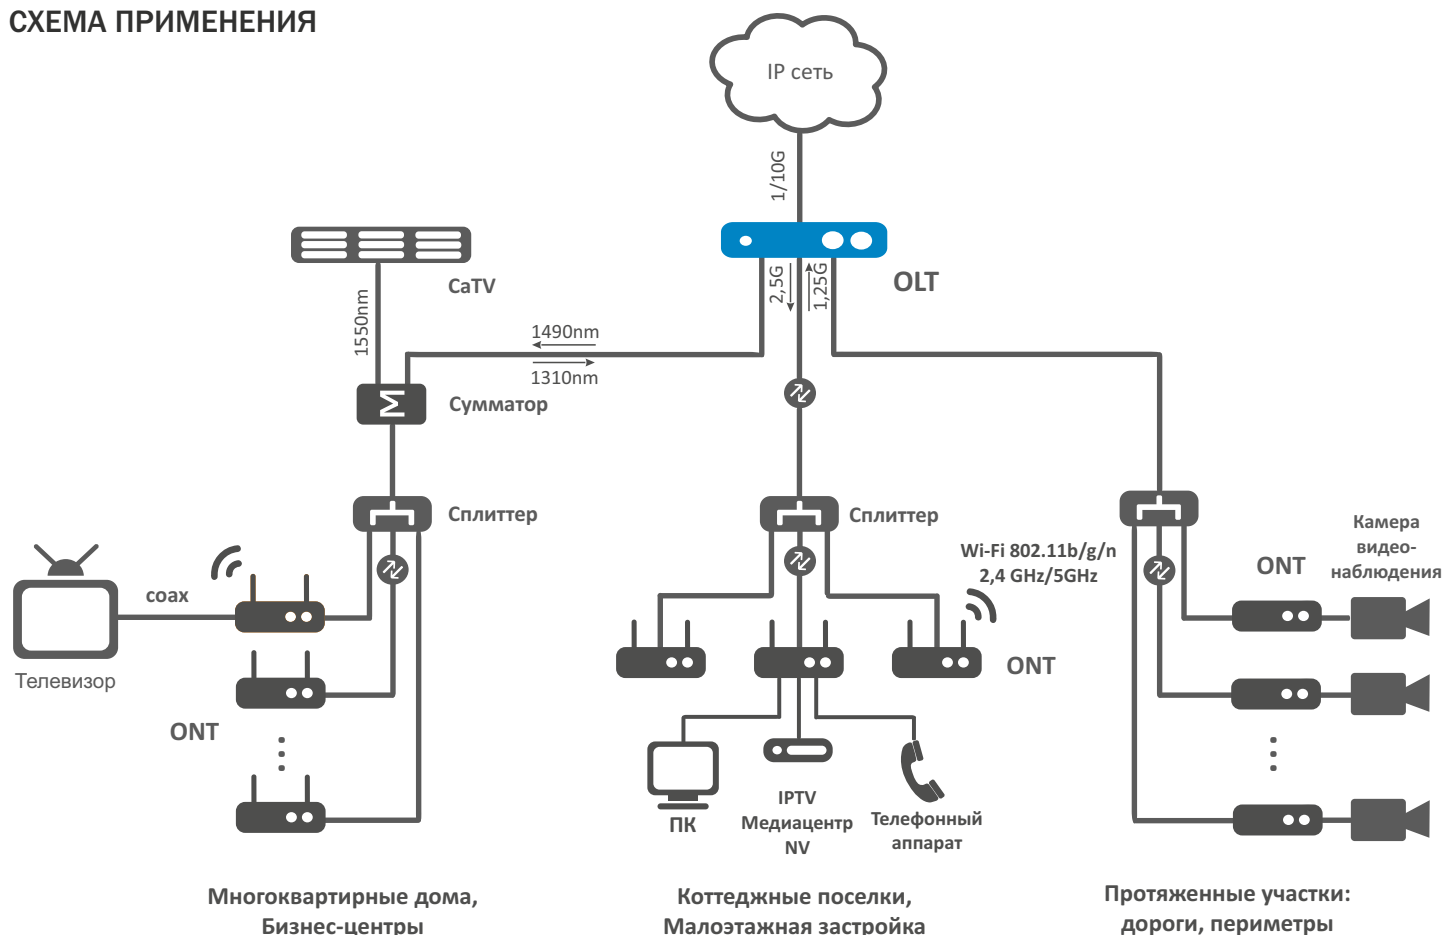 СХЕМА ПРИМЕНЕНИЯ
IP сеть
1/10G
CaTV
OLT
2,5G
1,25G
1550nm
1490nm
1310nm
Сумматор
Сплиттер
Сплиттер
Wi-Fi 802.11b/g/n
2,4 GHz/5GHz
ONT
Камера
видео-
наблюдения
coax
Телевизор
ONT
ONT
ПК
IPTV
Медиацентр
NV
Телефонный
аппарат
Многоквартирные дома,
Бизнес-центры
Коттеджные поселки,
Малоэтажная застройка
Протяженные участки:
дороги, периметры